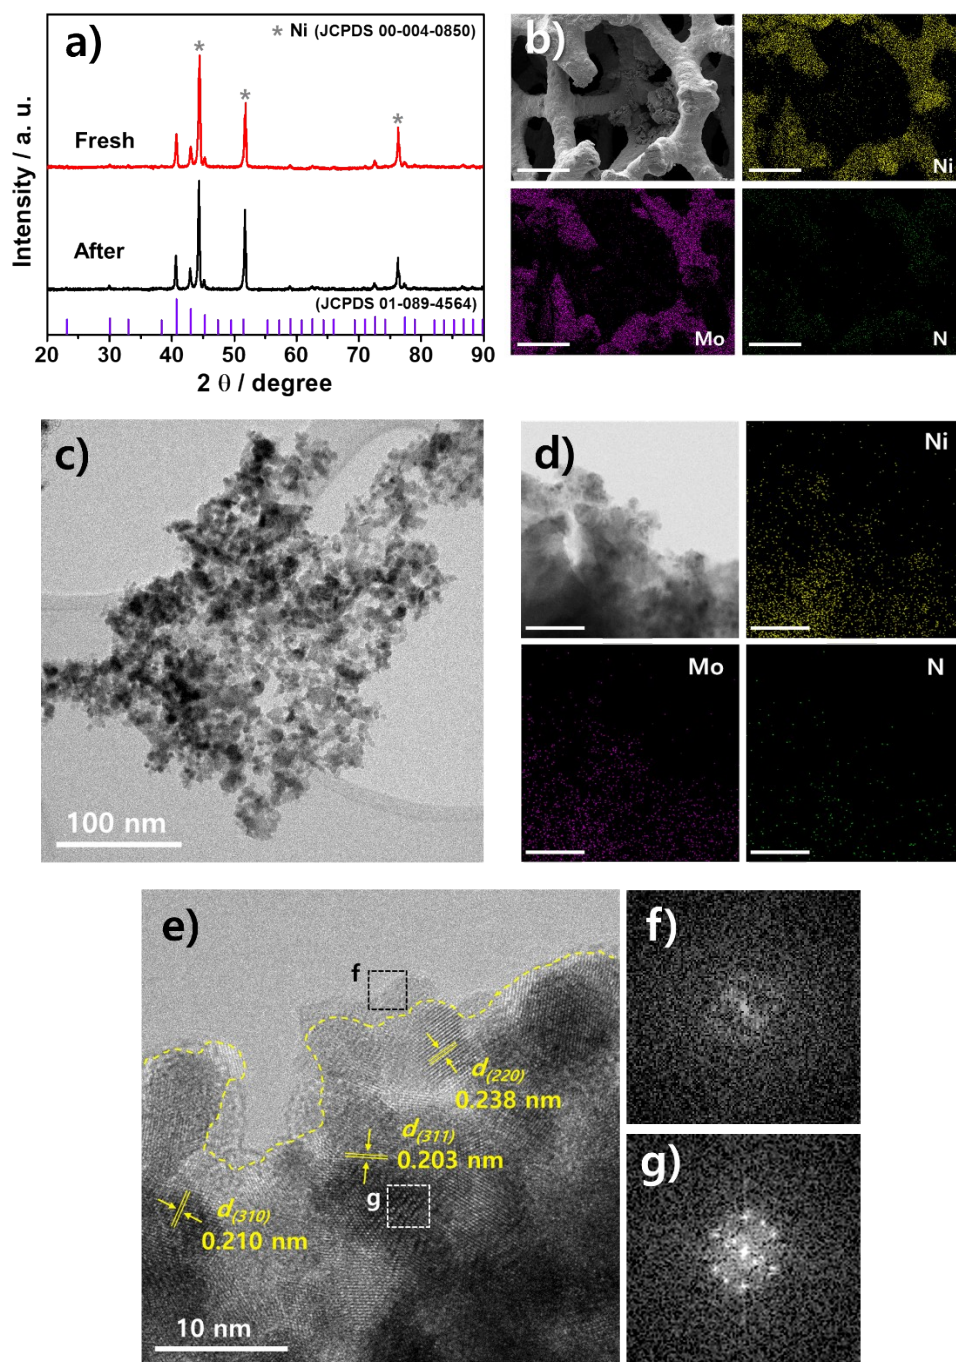 a)
* Ni (JCPDS 00-004-0850)
*
*
*
Fresh
After
(JCPDS 01-089-4564)
Intensity / a. u.
20 30 40 50 60 70 80 90
2 θ / degree
b)
Ni
Mo
N
c)
100 nm
d)
Ni
Mo
N
e)
f
d(220)
0.238 nm
d(311)
0.203 nm
g
d(310)
0.210 nm
10 nm
f)
g)